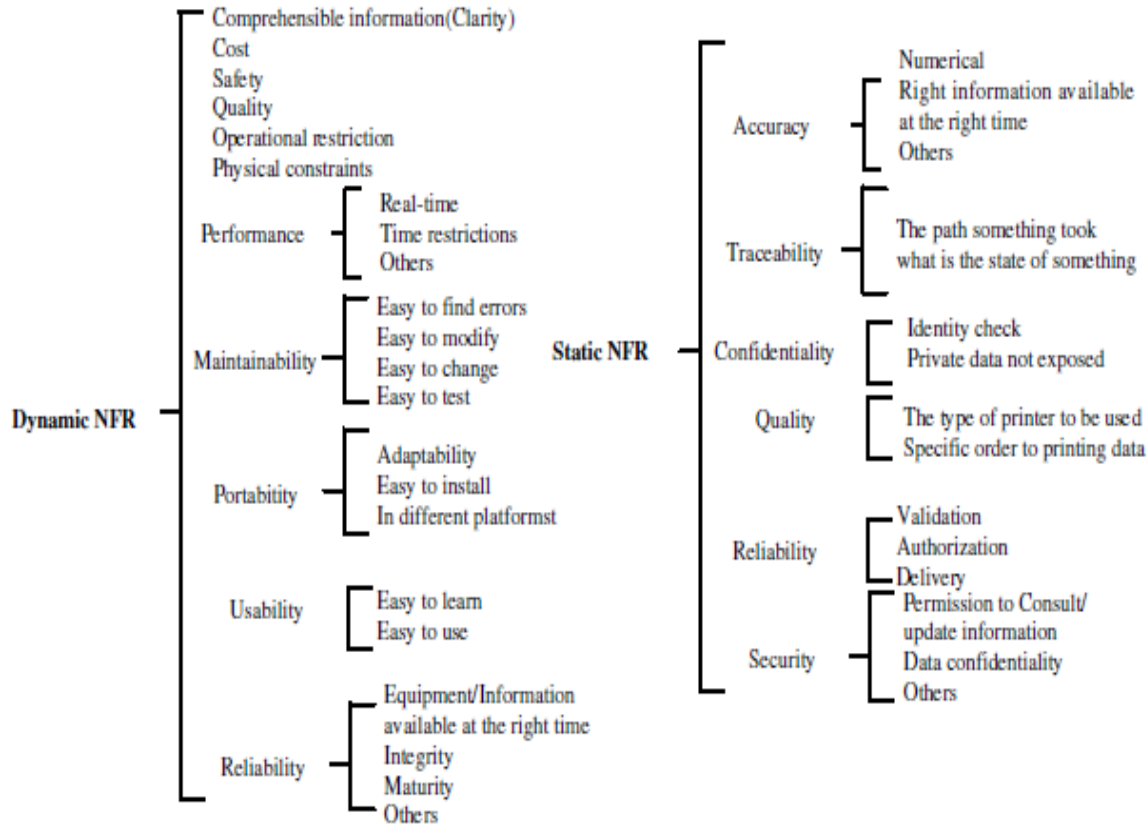 Dynamic NFR
Comprehensible information(Clarity)
Cost
Safety
Quality
Operational restriction
Physical constraints
Performance
Real-time
Time restrictions
Others
Maintainability
Easy to find errors
Easy to modify
Easy to change
Easy to test
Portabitity
Adaptability
Easy to install
In different platformst
Usability
Easy to learn
Easy to use
Reliability
Equipment/Information
available at the right time
Integrity
Maturity
Others
Static NFR
Accuracy
Numerical
Right information available
at the right time
Others
Traceability
The path something took
what is the state of something
Confidentiality
Identity check
Private data not exposed
Quality
The type of printer to be used
Specific order to printing data
Reliability
Validation
Authorization
Delivery
Security
Permission to Consult/
update information
Data confidentiality
Others